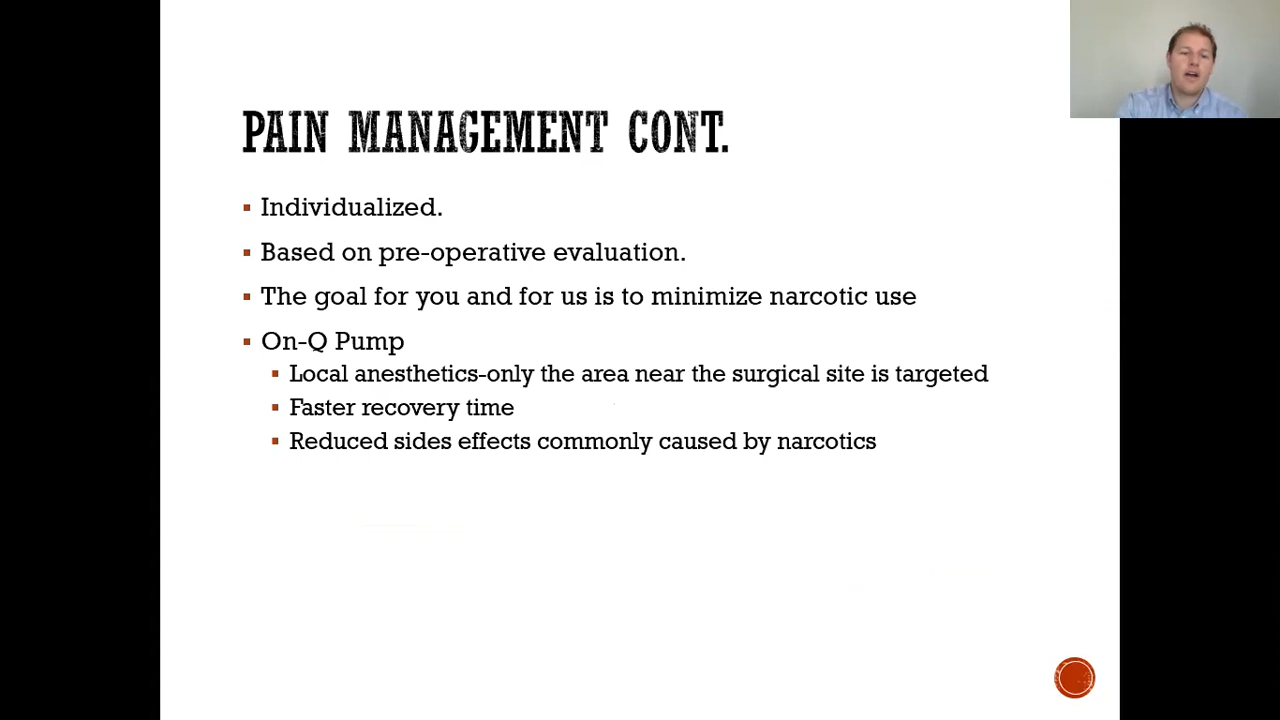 PAIN MANAGEMENT CONT.
Individualized.
Based on pre-operative evaluation.
The goal for you and for us is to minimize narcotic use
On-Q Pump
Local anesthetics-only the area near the surgical site is targeted
Faster recovery time
Reduced sides effects commonly caused by narcotics